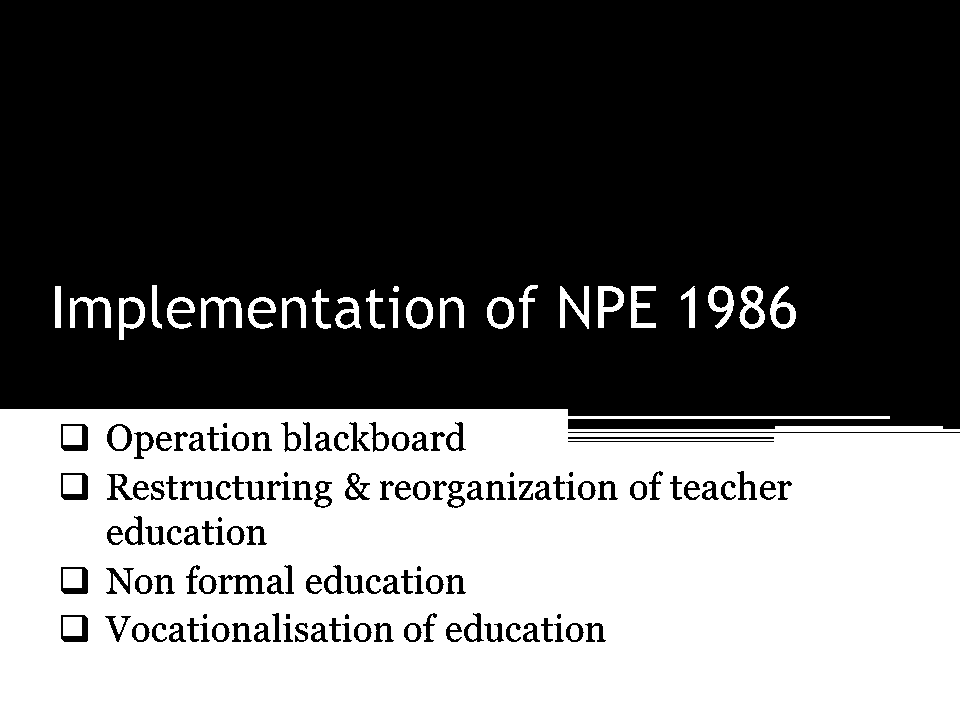 Implementation of NPE 1986
❑ Operation blackboard
❑ Restructuring & reorganization of teacher
education
❑ Non formal education
❑ Vocationalisation of education